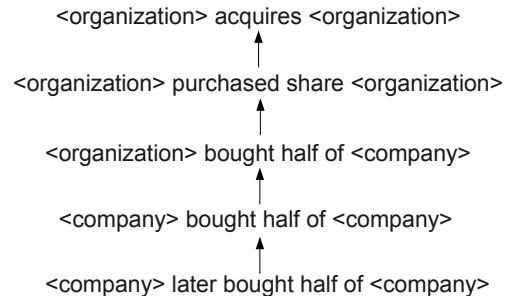 <organization> acquires <organization>
<organization> purchased share <organization>
<organization> bought half of <company>
<company> bought half of <company>
<company> later bought half of <company>